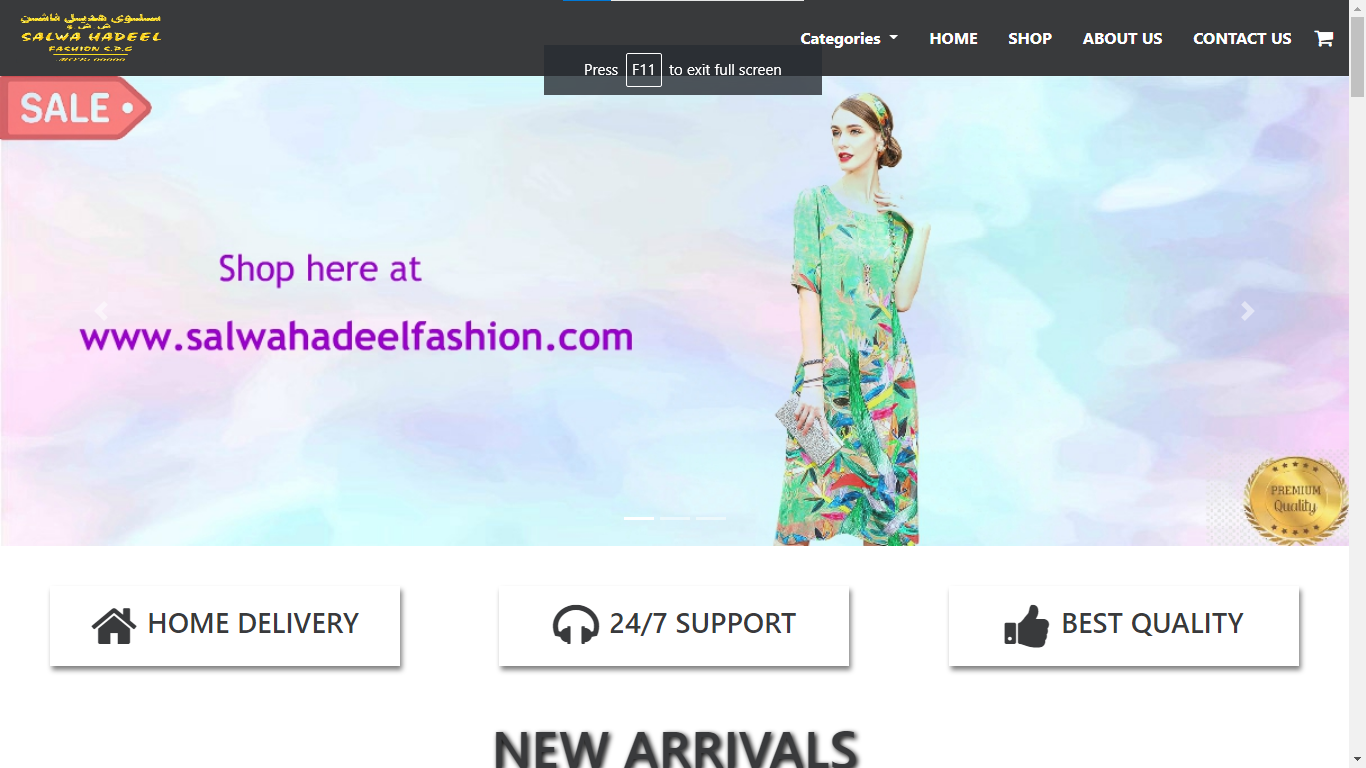 سلوى هديل فاشن
SALWA HADEEL
FASHION S.P.C
Categories
HOME
SHOP
ABOUT US
CONTACT US
Press F11 to exit full screen
SALE
Shop here at
www.salwahadeelfashion.com
PREMIUM
Quality
HOME DELIVERY
24/7 SUPPORT
BEST QUALITY
NEW ARRIVALS